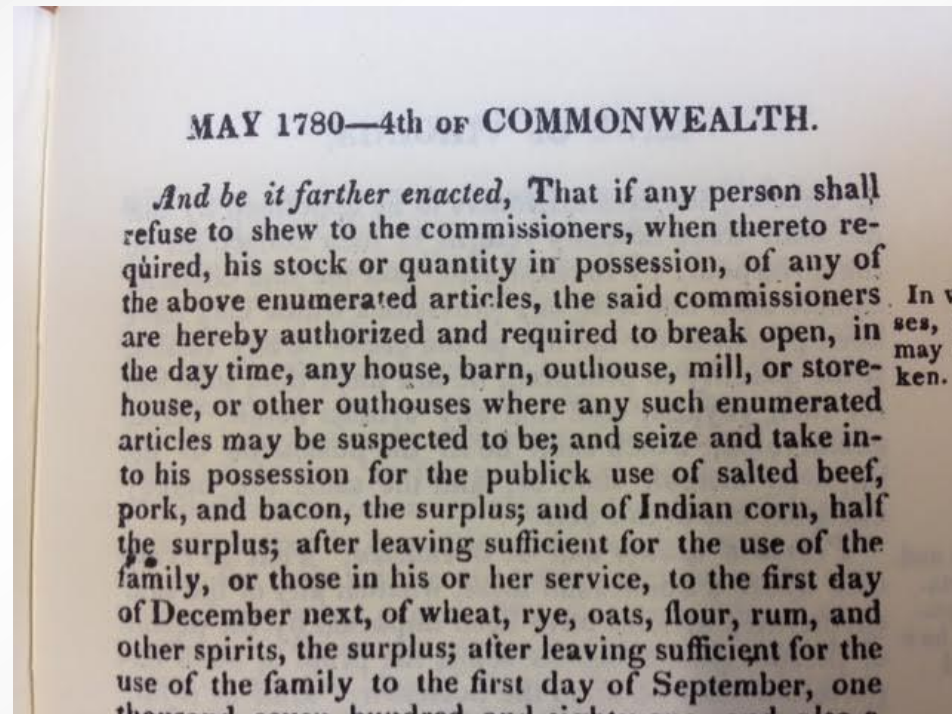 MAY 1780—4th OF COMMONWEALTH.
And be it farther enacted, That if any person shall
refuse to shew to the commissioners, when thereto re-
quired, his stock or quantity in possession, of any of
the above enumerated articles, the said commissioners
are hereby authorized and required to break open, in
the day time, any house, barn, outhouse, mill, or store-
house, or other outhouses where any such enumerated
articles may be suspected to be; and seize and take in-
to his possession for the publick use of salted beef,
pork, and bacon, the surplus; and of Indian corn, half
the surplus; after leaving sufficient for the use of the
family, or those in his or her service, to the first day
of December next, of wheat, rye, oats, flour, rum, and
other spirits, the surplus; after leaving sufficient for the
use of the family to the first day of September, one
thousand seven hundred and
In
ses,
may
ken.